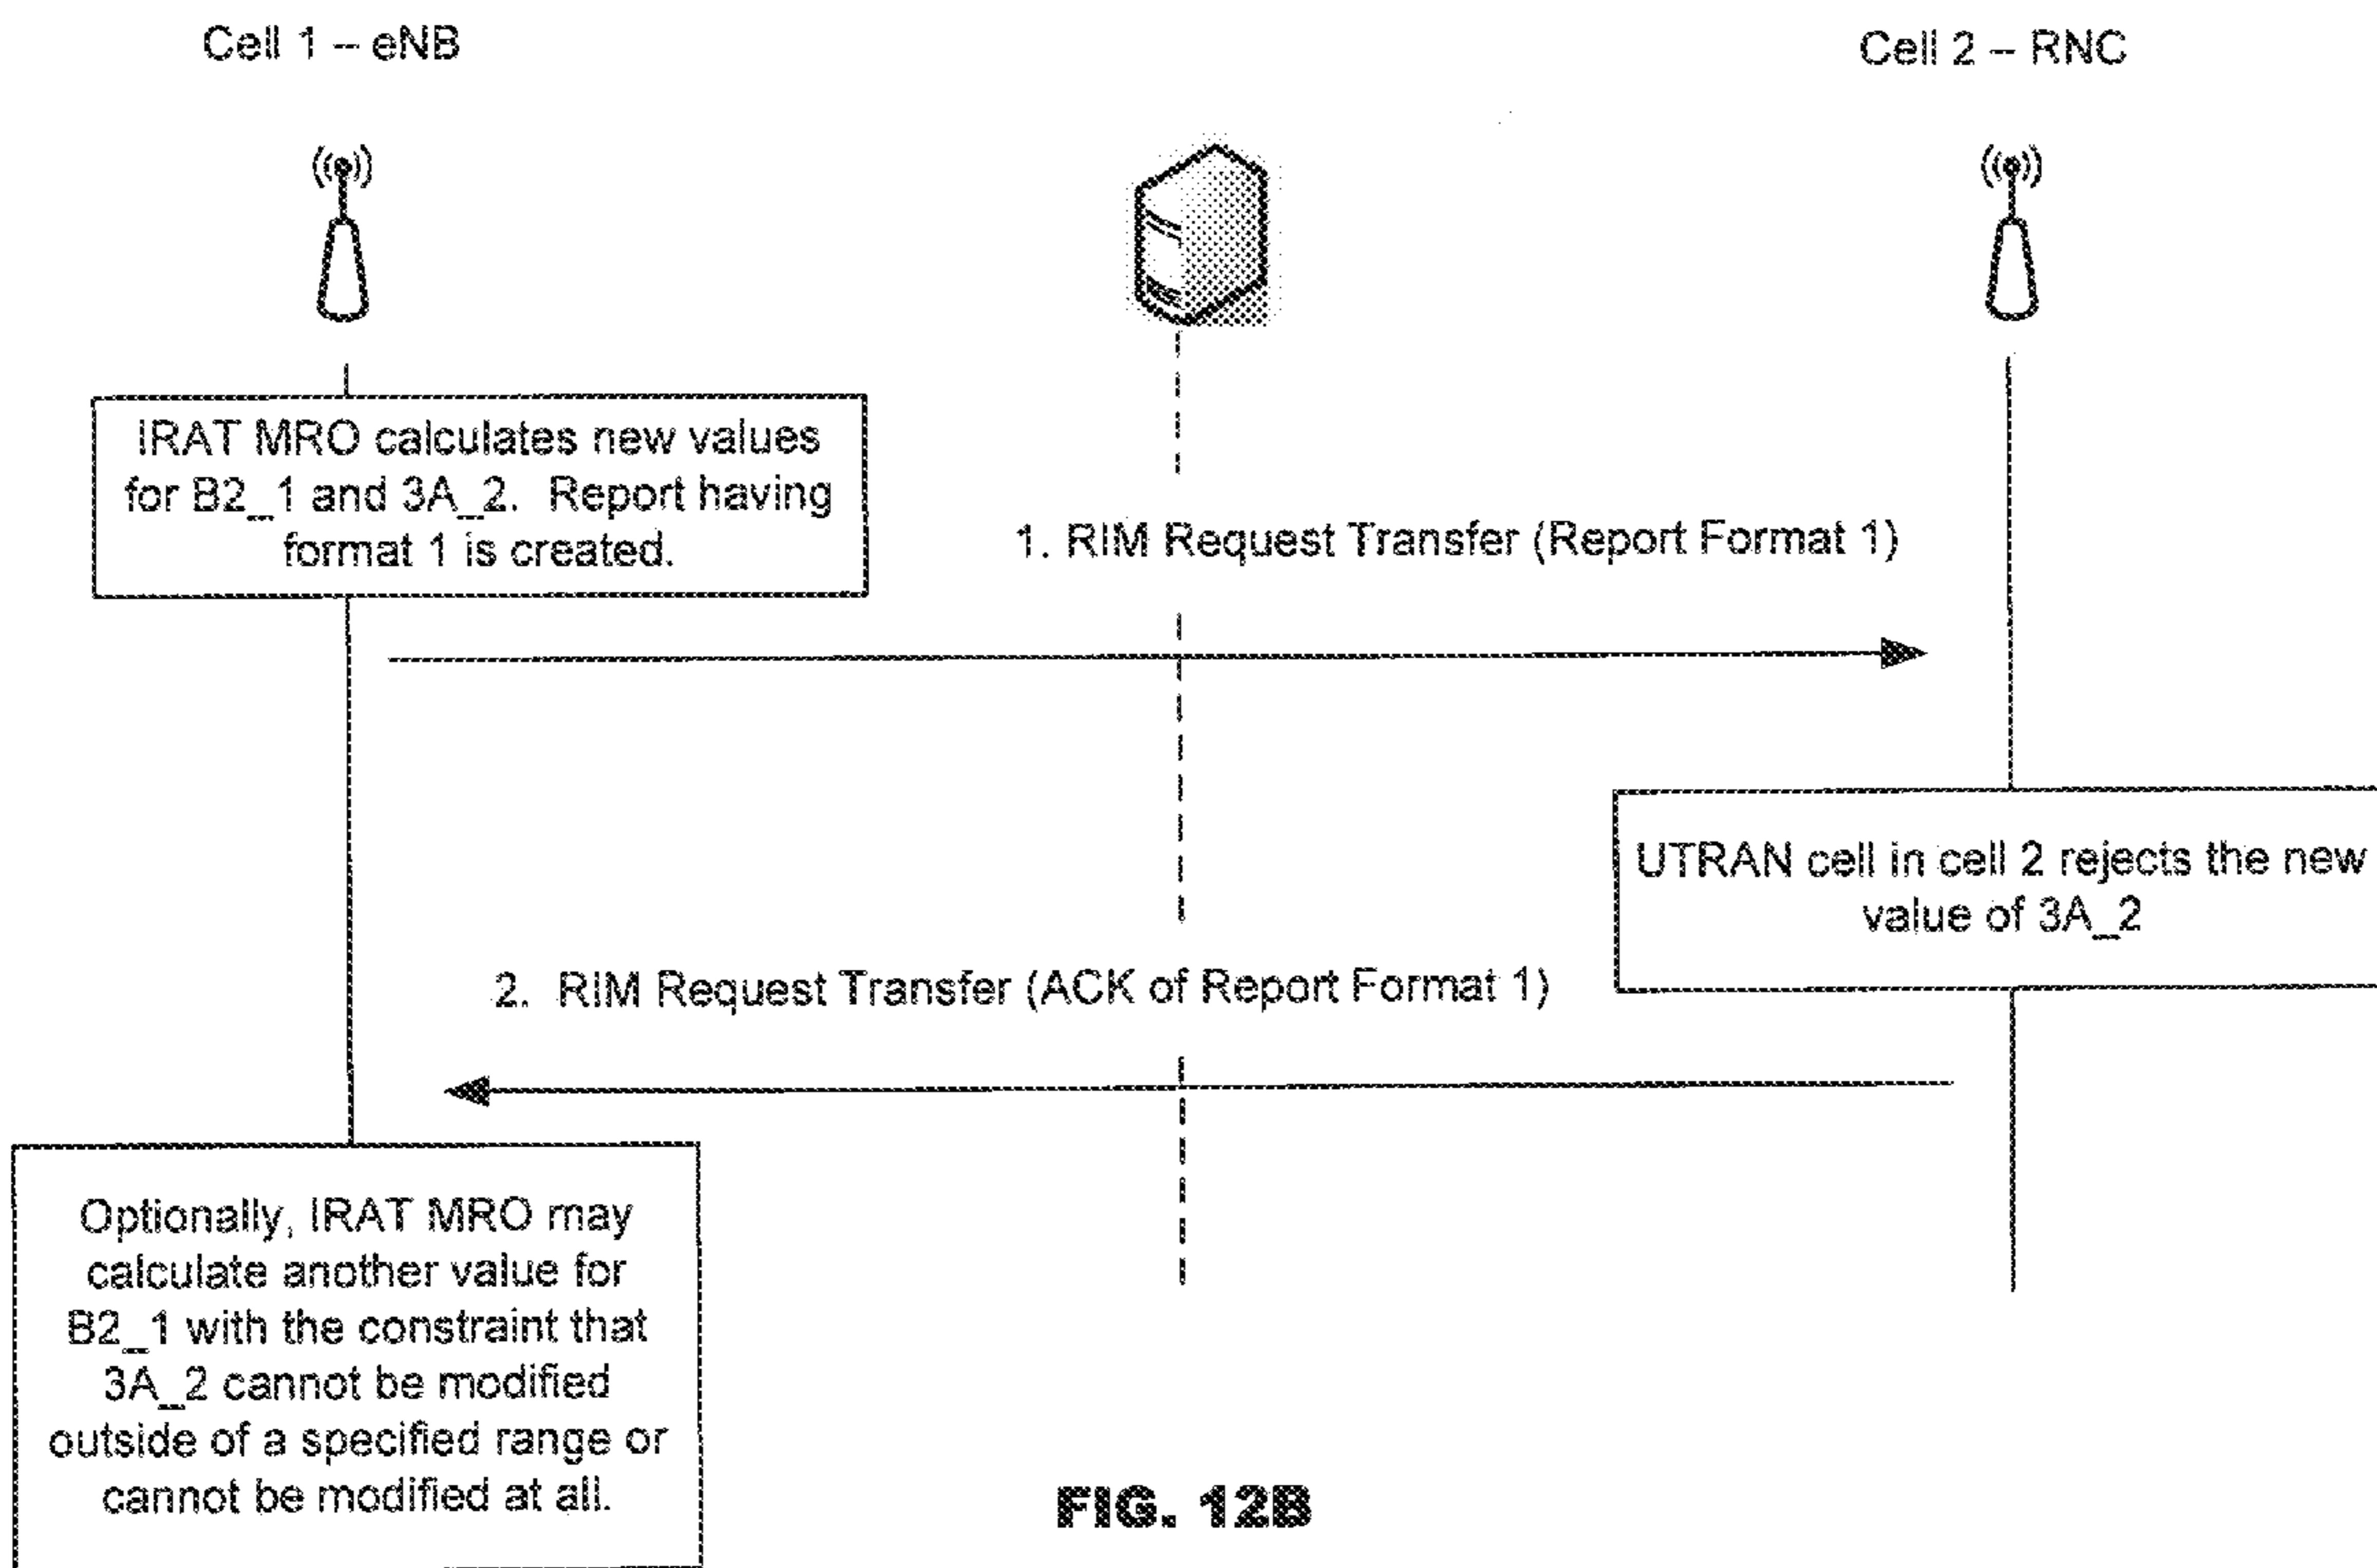 Cell 1 – eNB
Cell 2 – RNC
IRAT MRO calculates new values
for B2_1 and 3A_2. Report having
format 1 is created.
1. RIM Request Transfer (Report Format 1)
UTRAN cell in cell 2 rejects the new
value of 3A_2
2. RIM Request Transfer (ACK of Report Format 1)
Optionally, IRAT MRO may
calculate another value for
B2_1 with the constraint that
3A_2 cannot be modified
outside of a specified range or
cannot be modified at all.
FIG. 12B